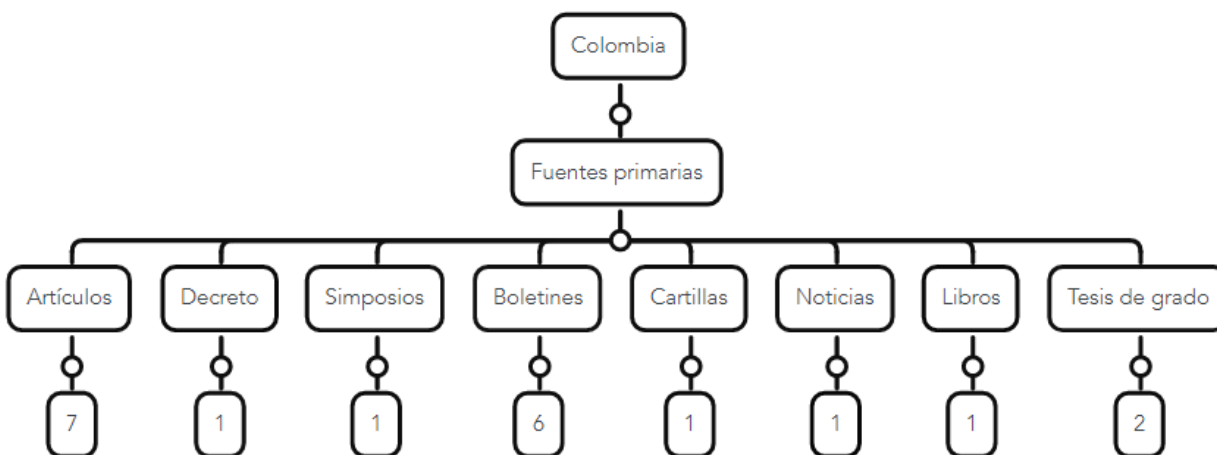 Colombia
Fuentes primarias
Artículos
Decreto
Simposios
Boletines
Cartillas
Noticias
Libros
Tesis de grado
7
1
1
6
1
1
1
2